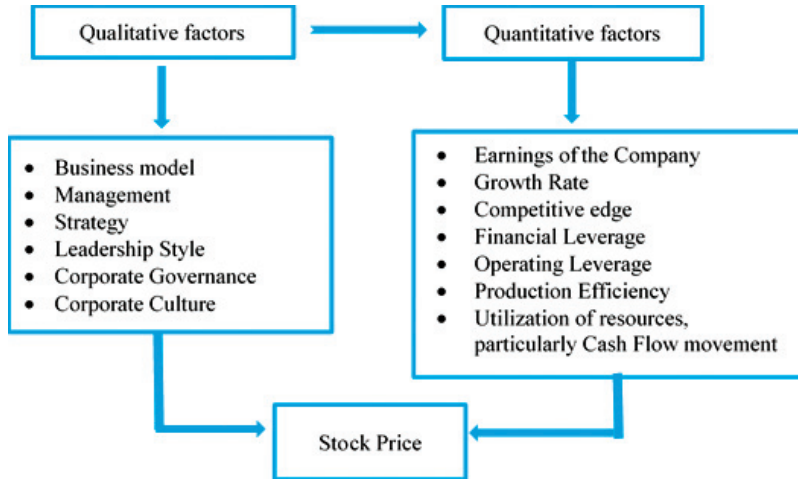 Qualitative factors
Quantitative factors
• Business model
• Management
• Strategy
• Leadership Style
• Corporate Governance
• Corporate Culture
• Earnings of the Company
• Growth Rate
• Competitive edge
• Financial Leverage
• Operating Leverage
• Production Efficiency
• Utilization of resources,
particularly Cash Flow movement
Stock Price